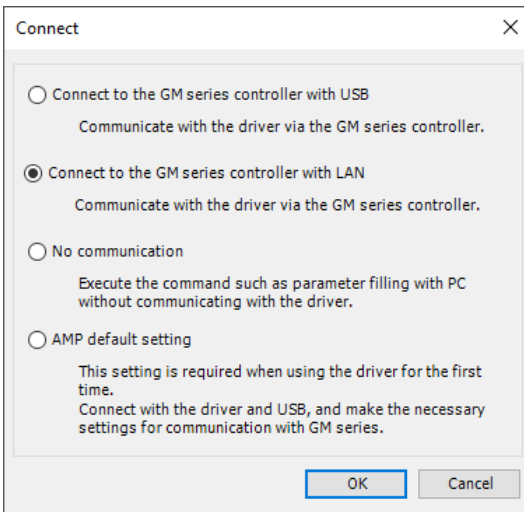 Connect
Connect to the GM series controller with USB
Communicate with the driver via the GM series controller.
Connect to the GM series controller with LAN
Communicate with the driver via the GM series controller.
No communication
Execute the command such as parameter filling with PC
without communicating with the driver.
AMP default setting
This setting is required when using the driver for the first
time.
Connect with the driver and USB, and make the necessary
settings for communication with GM series.
OK
Cancel